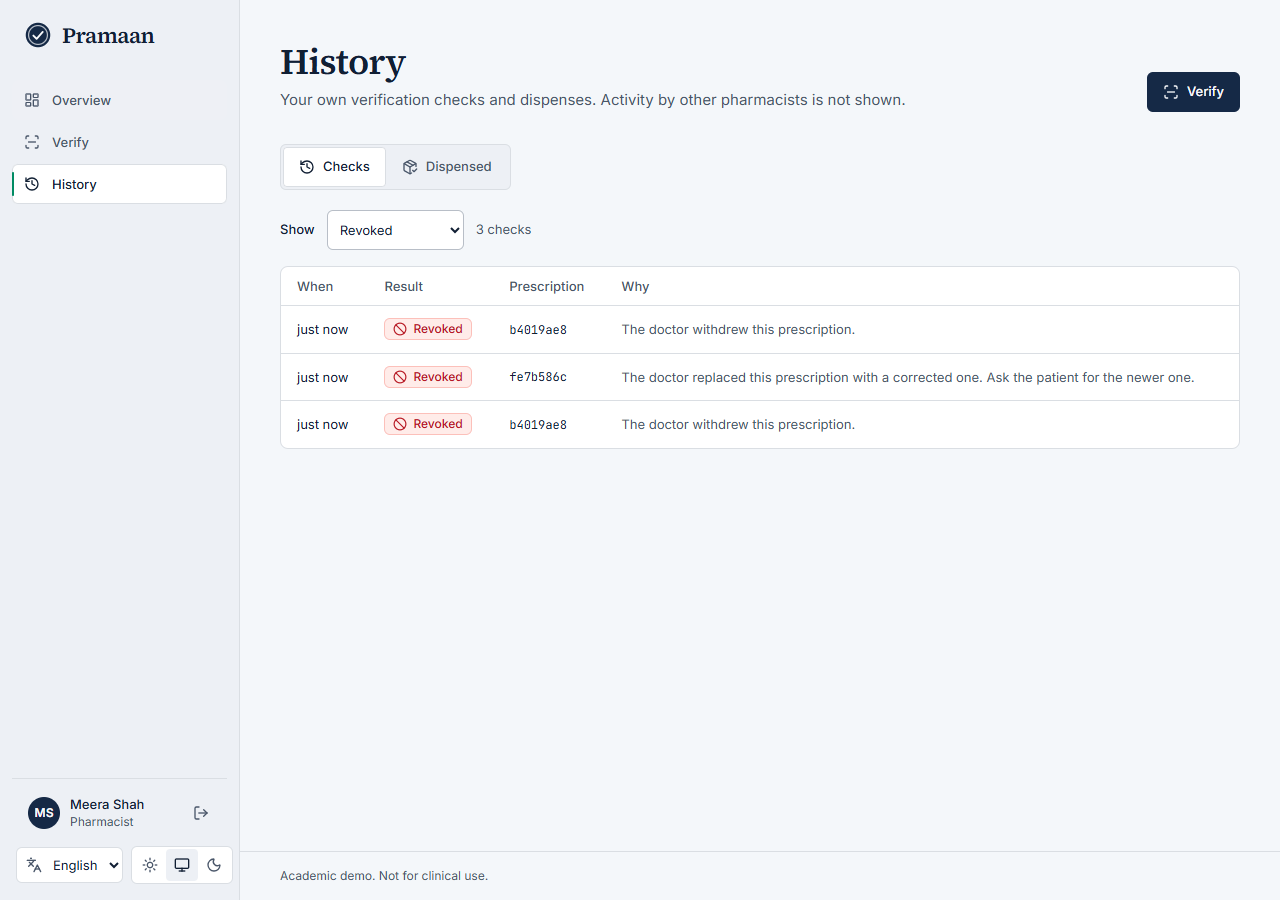 Pramaan
Overview
Verify
History
MS
Meera Shah
Pharmacist
English
History
Your own verification checks and dispenses. Activity by other pharmacists is not shown.
Verify
Checks Dispensed
Show Revoked 3 checks
When Result Prescription Why
just now Revoked b4019ae8 The doctor withdrew this prescription.
just now Revoked fe7b586c The doctor replaced this prescription with a corrected one. Ask the patient for the newer one.
just now Revoked b4019ae8 The doctor withdrew this prescription.
Academic demo. Not for clinical use.